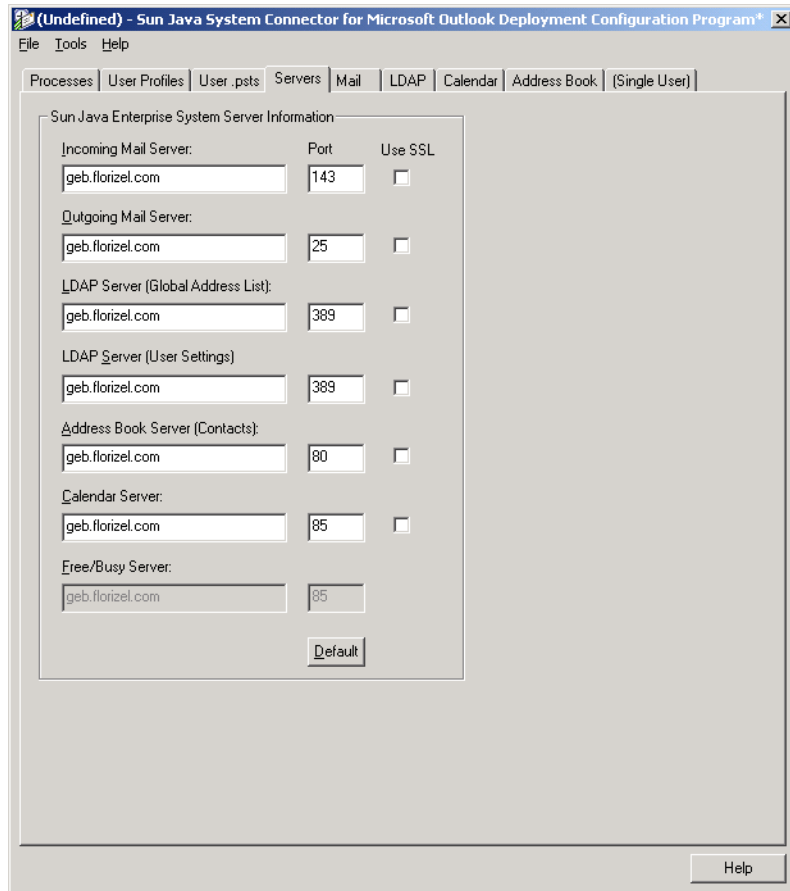 (Undefined) - Sun Java System Connector for Microsoft Outlook Deployment Configuration Program*
File Tools Help
Processes User Profiles User .psts Servers Mail LDAP Calendar Address Book (Single User)
Sun Java Enterprise System Server Information
Incoming Mail Server: Port Use SSL
geb.florizel.com 143
Outgoing Mail Server:
geb.florizel.com 25
LDAP Server (Global Address List):
geb.florizel.com 389
LDAP Server (User Settings)
geb.florizel.com 389
Address Book Server (Contacts):
geb.florizel.com 80
Calendar Server:
geb.florizel.com 85
Free/Busy Server:
geb.florizel.com 85
Default
Help